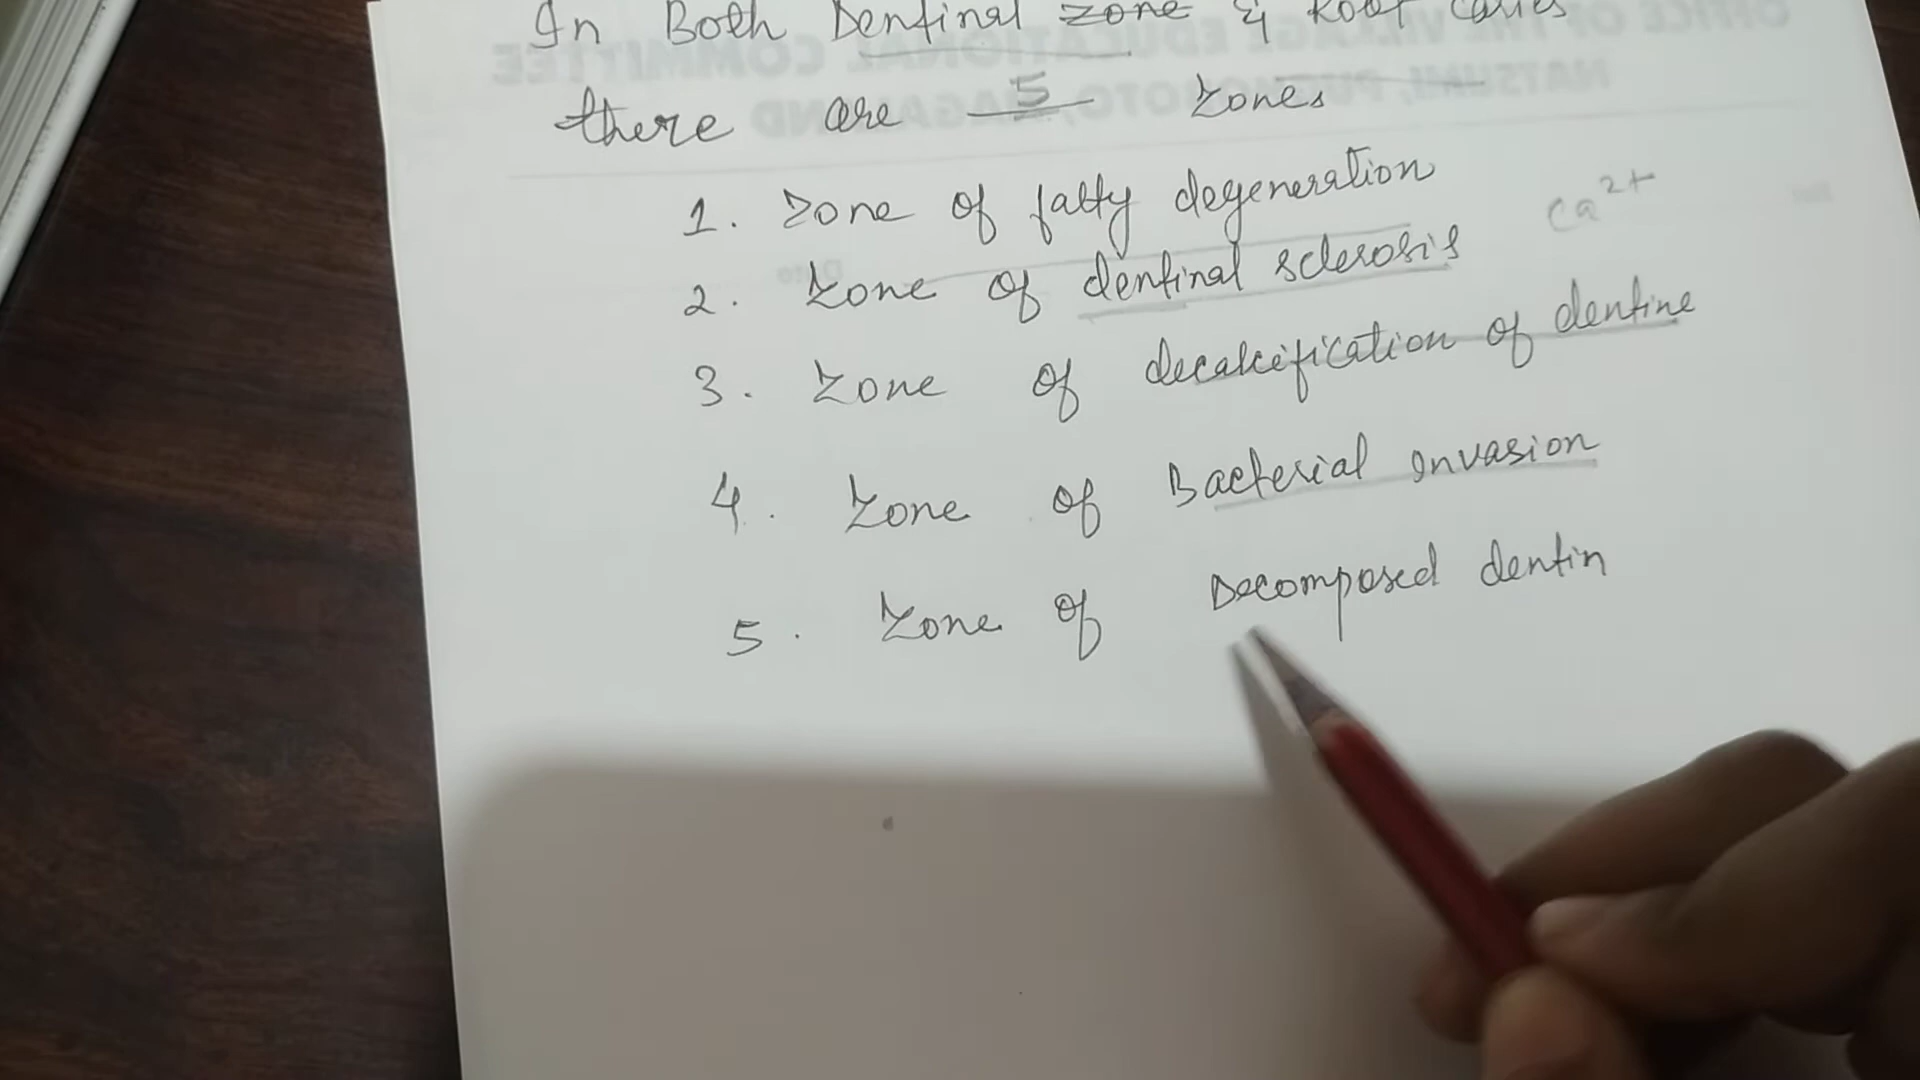 In Both Dentinal zone & Root caries
there are 5 zones
1. Zone of fatty degeneration
Ca2+
2. Zone of dentinal sclerosis
3. Zone of decalcification of dentine
4. Zone of Bacterial Invasion
5. Zone of Decomposed dentin